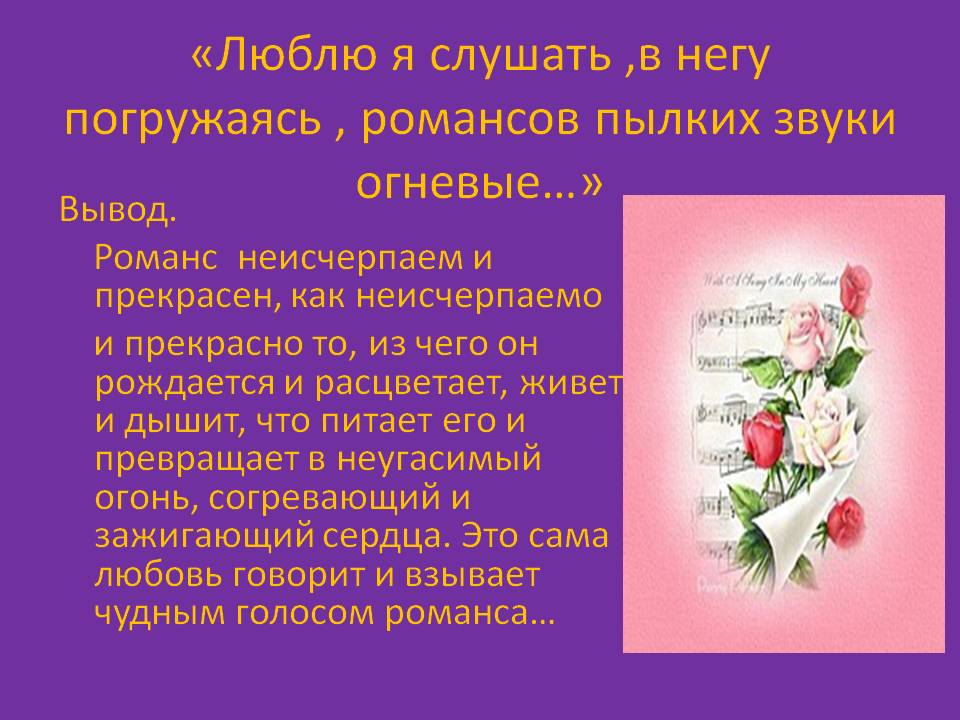 «Люблю я слушать ,в негу
погружаясь , романсов пылких звуки
огневые…»
Вывод.
Романс  неисчерпаем и
прекрасен, как неисчерпаемо
и прекрасно то, из чего он
рождается и расцветает, живет
и дышит, что питает его и
превращает в неугасимый
огонь, согревающий и
зажигающий сердца. Это сама
любовь говорит и взывает
чудным голосом романса…
With A Song In My Heart